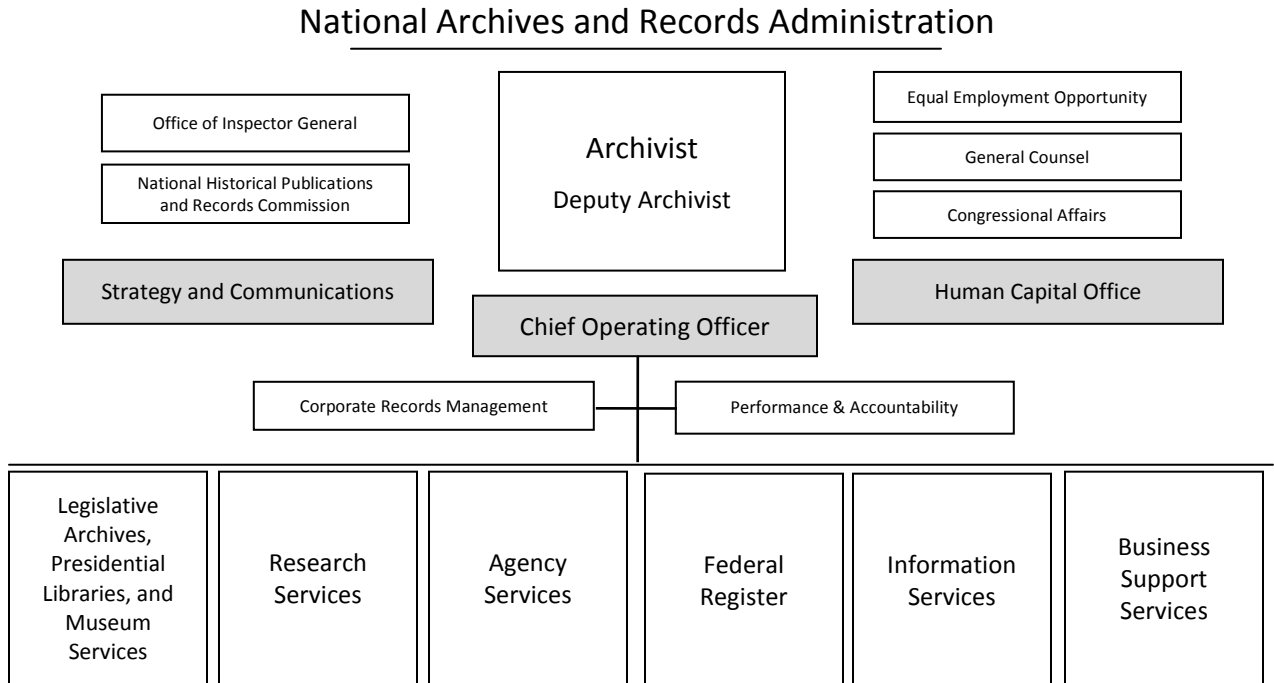 National Archives and Records Administration
Office of Inspector General
National Historical Publications
and Records Commission
Strategy and Communications
Archivist
Deputy Archivist
Equal Employment Opportunity
General Counsel
Congressional Affairs
Human Capital Office
Chief Operating Officer
Corporate Records Management
Performance & Accountability
Legislative
Archives,
Presidential
Libraries, and
Museum
Services
Research
Services
Agency
Services
Federal
Register
Information
Services
Business
Support
Services